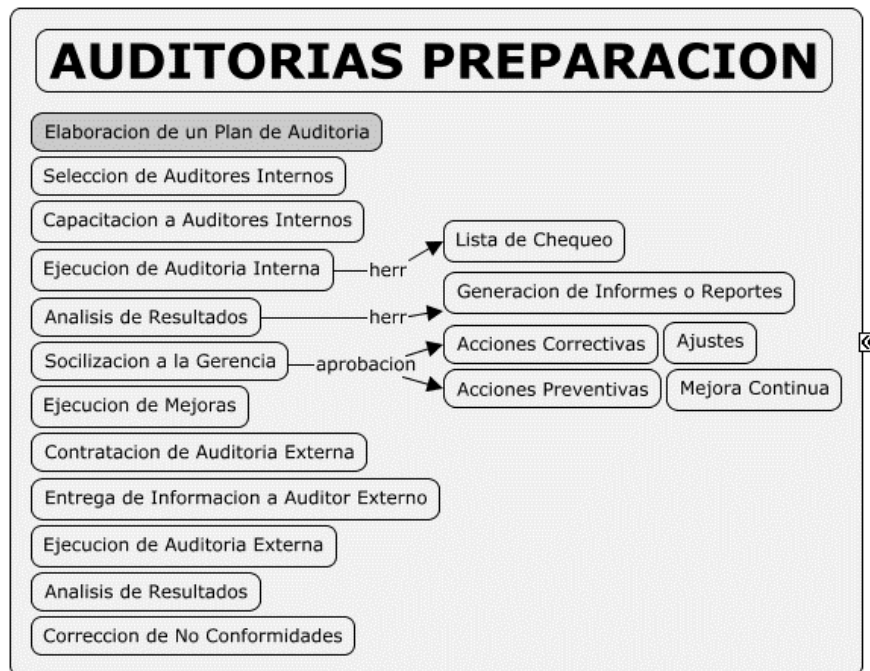 AUDITORIAS PREPARACION
Elaboracion de un Plan de Auditoria
Seleccion de Auditores Internos
Capacitacion a Auditores Internos
Ejecucion de Auditoria Interna
herr
Lista de Chequeo
Analisis de Resultados
herr
Generacion de Informes o Reportes
Socilizacion a la Gerencia
aprobacion
Acciones Correctivas
Ajustes
Acciones Preventivas
Mejora Continua
Ejecucion de Mejoras
Contratacion de Auditoria Externa
Entrega de Informacion a Auditor Externo
Ejecucion de Auditoria Externa
Analisis de Resultados
Correccion de No Conformidades